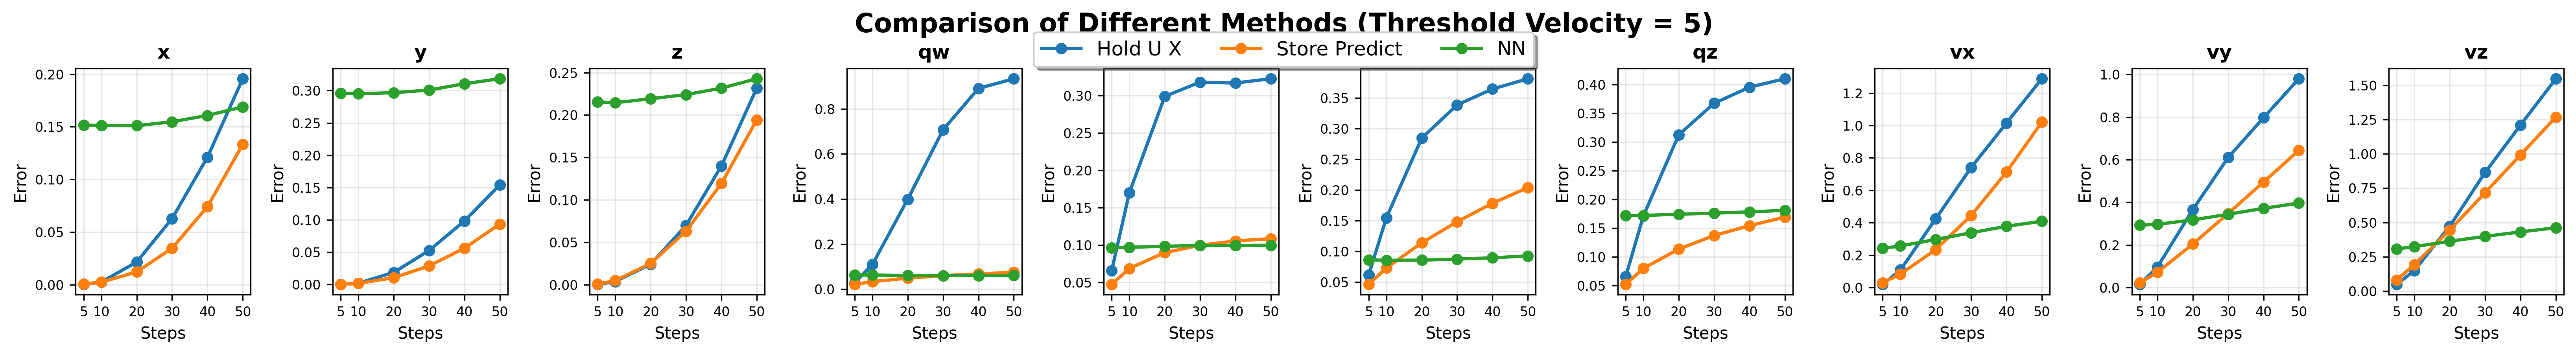 Comparison of Different Methods (Threshold Velocity = 5)
Hold U X Store Predict NN
x
0.20
0.15
0.10
0.05
0.00
Error
5 10 20 30 40 50
Steps
y
0.30
0.25
0.20
0.15
0.10
0.05
0.00
Error
5 10 20 30 40 50
Steps
z
0.25
0.20
0.15
0.10
0.05
0.00
Error
5 10 20 30 40 50
Steps
qw
0.8
0.6
0.4
0.2
0.0
Error
5 10 20 30 40 50
Steps
0.30
0.25
0.20
0.15
0.10
0.05
Error
5 10 20 30 40 50
Steps
0.35
0.30
0.25
0.20
0.15
0.10
0.05
Error
5 10 20 30 40 50
Steps
qz
0.40
0.35
0.30
0.25
0.20
0.15
0.10
0.05
Error
5 10 20 30 40 50
Steps
vx
1.2
1.0
0.8
0.6
0.4
0.2
0.0
Error
5 10 20 30 40 50
Steps
vy
1.0
0.8
0.6
0.4
0.2
0.0
Error
5 10 20 30 40 50
Steps
vz
1.50
1.25
1.00
0.75
0.50
0.25
0.00
Error
5 10 20 30 40 50
Steps